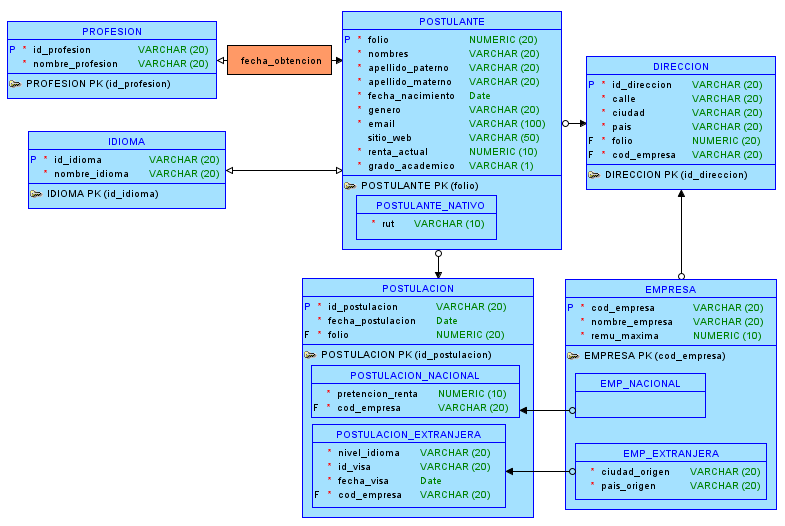 PROFESION
P * id_profesion VARCHAR (20)
* nombre_profesion VARCHAR (20)
PROFESION PK (id_profesion)
fecha_obtencion
IDIOMA
P * id_idioma VARCHAR (20)
* nombre_idioma VARCHAR (20)
IDIOMA PK (id_idioma)
POSTULANTE
P * folio NUMERIC (20)
* nombres VARCHAR (20)
* apellido_paterno VARCHAR (20)
* apellido_materno VARCHAR (20)
* fecha_nacimiento Date
* genero VARCHAR (20)
* email VARCHAR (100)
sitio_web VARCHAR (50)
* renta_actual NUMERIC (10)
* grado_academico VARCHAR (1)
POSTULANTE PK (folio)
POSTULANTE_NATIVO
* rut VARCHAR (10)
DIRECCION
P * id_direccion VARCHAR (20)
* calle VARCHAR (20)
* ciudad VARCHAR (20)
* pais VARCHAR (20)
F * folio NUMERIC (20)
F * cod_empresa VARCHAR (20)
DIRECCION PK (id_direccion)
POSTULACION
P * id_postulacion VARCHAR (20)
* fecha_postulacion Date
F * folio NUMERIC (20)
POSTULACION PK (id_postulacion)
POSTULACION_NACIONAL
* pretencion_renta NUMERIC (10)
F * cod_empresa VARCHAR (20)
POSTULACION_EXTRANJERA
* nivel_idioma VARCHAR (20)
* id_visa VARCHAR (20)
* fecha_visa Date
F * cod_empresa VARCHAR (20)
EMPRESA
P * cod_empresa VARCHAR (20)
* nombre_empresa VARCHAR (20)
* remu_maxima NUMERIC (10)
EMPRESA PK (cod_empresa)
EMP_NACIONAL
EMP_EXTRANJERA
* ciudad_origen VARCHAR (20)
* pais_origen VARCHAR (20)